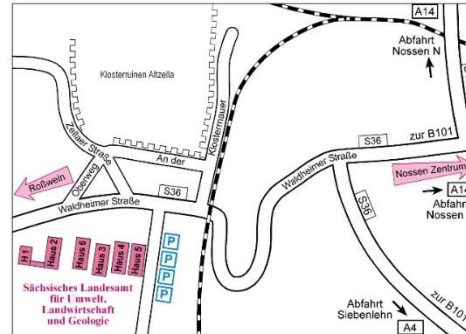 A14
Abfahrt
Nossen N
Klosterruinen Altzella
Zellaer Straße
Klostermauer
An der
zur B101
S36
Roßwein
Oberweg
S36
Waldheimer Straße
Waldheimer Straße
Nossen Zentrum
A14
Abfahrt
Nossen
S36
H 1
Haus 2
Haus 6
Haus 3
Haus 4
Haus 5
P
P
P
P
Sächsisches Landesamt
für Umwelt,
Landwirtschaft
und Geologie
Abfahrt
Siebenlehn
A4
zur B101